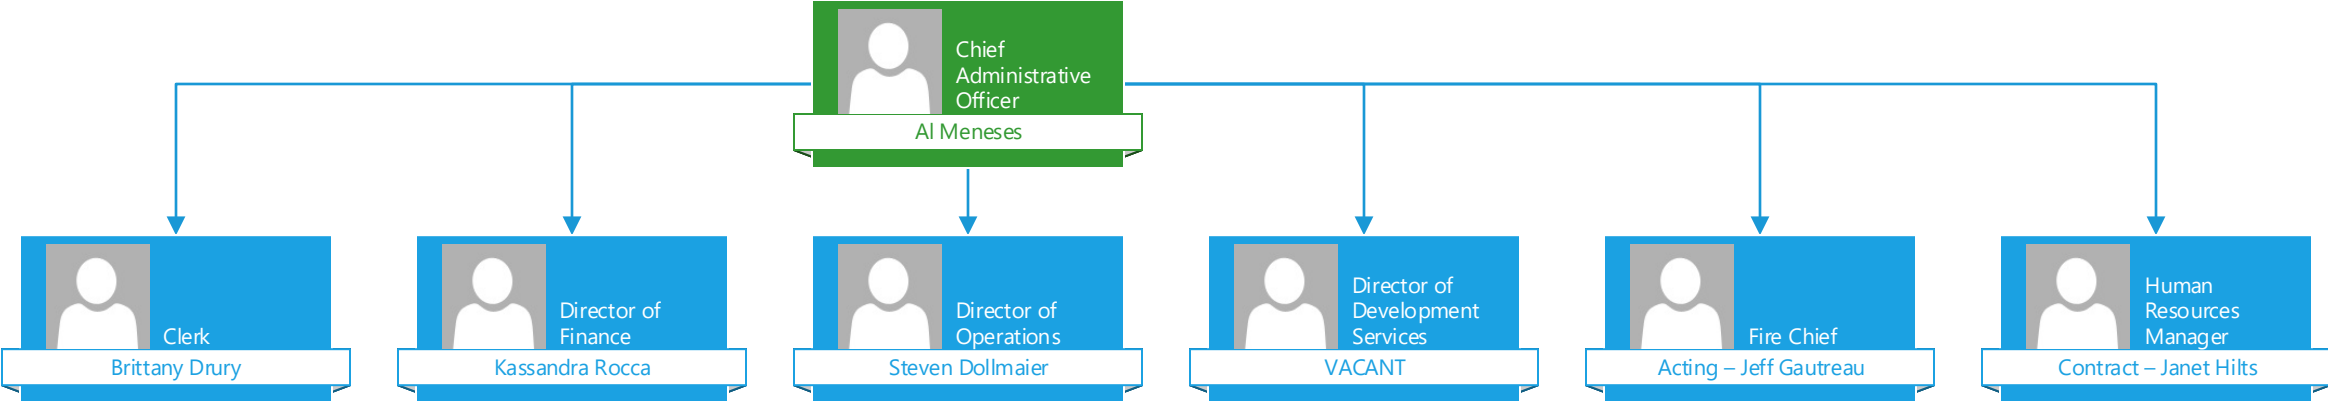 Chief
Administrative
Officer
Al Meneses
Clerk
Brittany Drury
Director of
Finance
Kassandra Rocca
Director of
Operations
Steven Dollmaier
Director of
Development
Services
VACANT
Fire Chief
Acting – Jeff Gautreau
Human
Resources
Manager
Contract – Janet Hilts